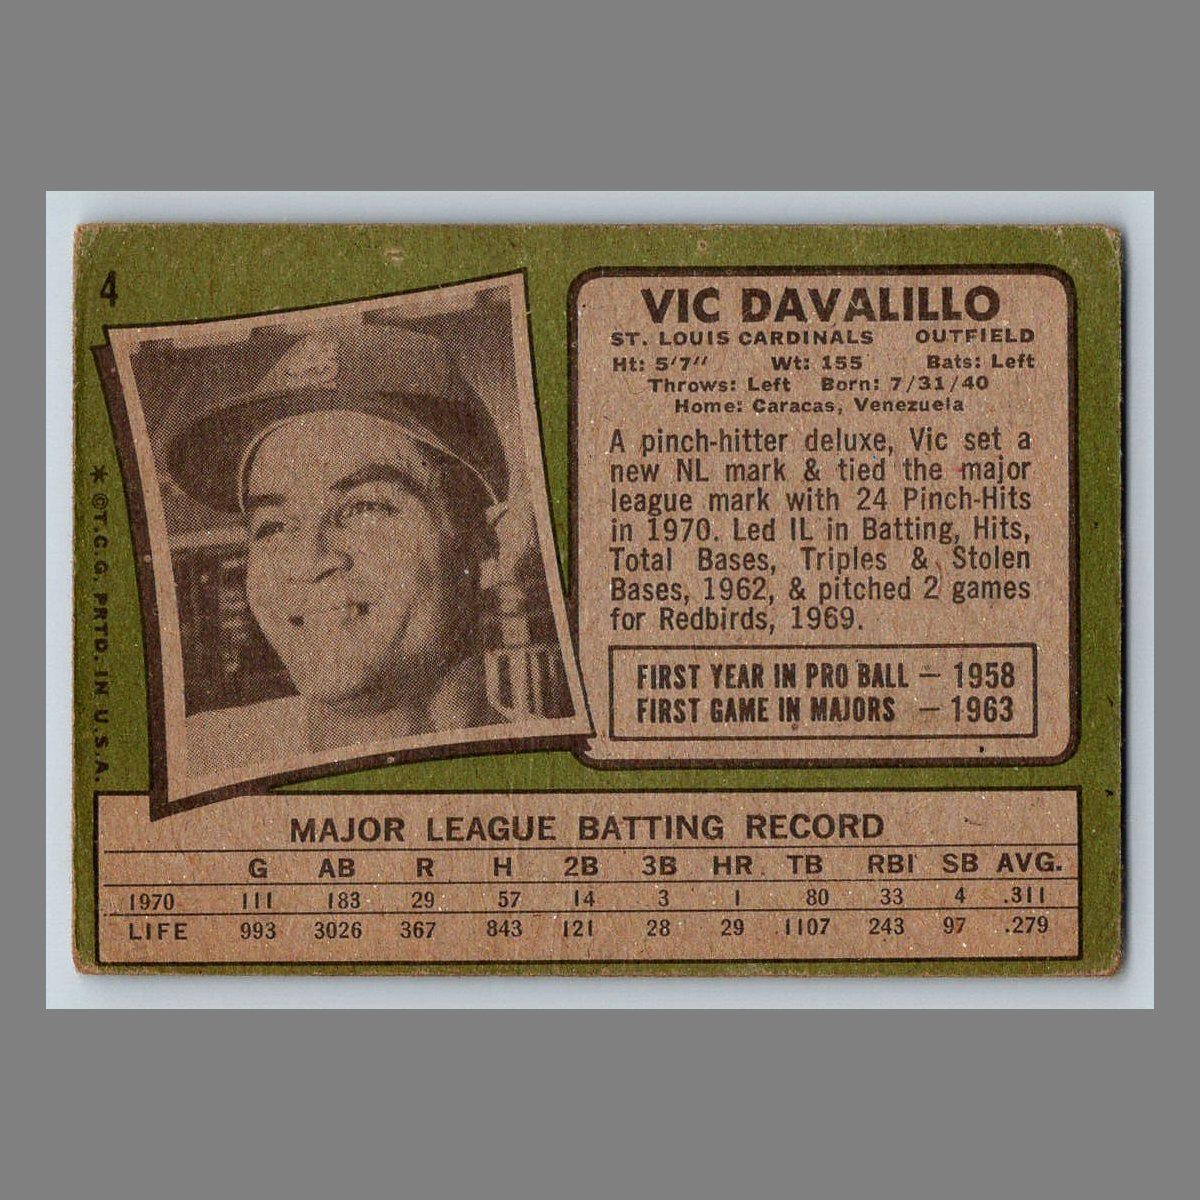 4
VIC DAVALILLO
ST. LOUIS CARDINALS OUTFIELD
Ht: 5'7" Wt: 155 Bats: Left
Throws: Left Born: 7/31/40
Home: Caracas, Venezuela
A pinch-hitter deluxe, Vic set a
new NL mark & tied the major
league mark with 24 Pinch-Hits
in 1970. Led IL in Batting, Hits,
Total Bases, Triples & Stolen
Bases, 1962, & pitched 2 games
for Redbirds, 1969.
FIRST YEAR IN PRO BALL — 1958
FIRST GAME IN MAJORS — 1963
* ©T.C.G. PRTD. IN U.S.A.
MAJOR LEAGUE BATTING RECORD
G AB R H 2B 3B HR TB RBI SB AVG.
1970 111 183 29 57 14 3 1 80 33 4 .311
LIFE 993 3026 367 843 121 28 29 1107 243 97 .279